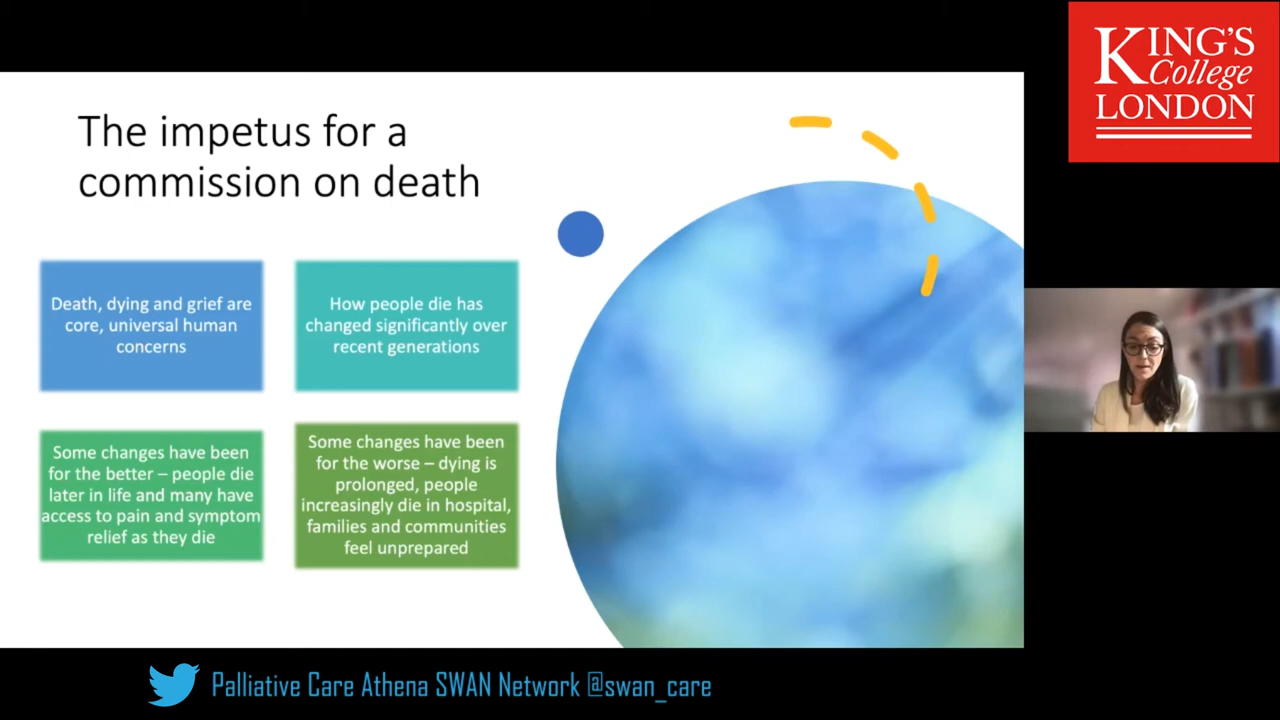 The impetus for a
commission on death
Death, dying and grief are
core, universal human
concerns
How people die has
changed significantly over
recent generations
Some changes have been
for the better – people die
later in life and many have
access to pain and symptom
relief as they die
Some changes have been
for the worse – dying is
prolonged, people
increasingly die in hospital,
families and communities
feel unprepared
KING'S
College
LONDON
Palliative Care Athena SWAN Network @swan_care